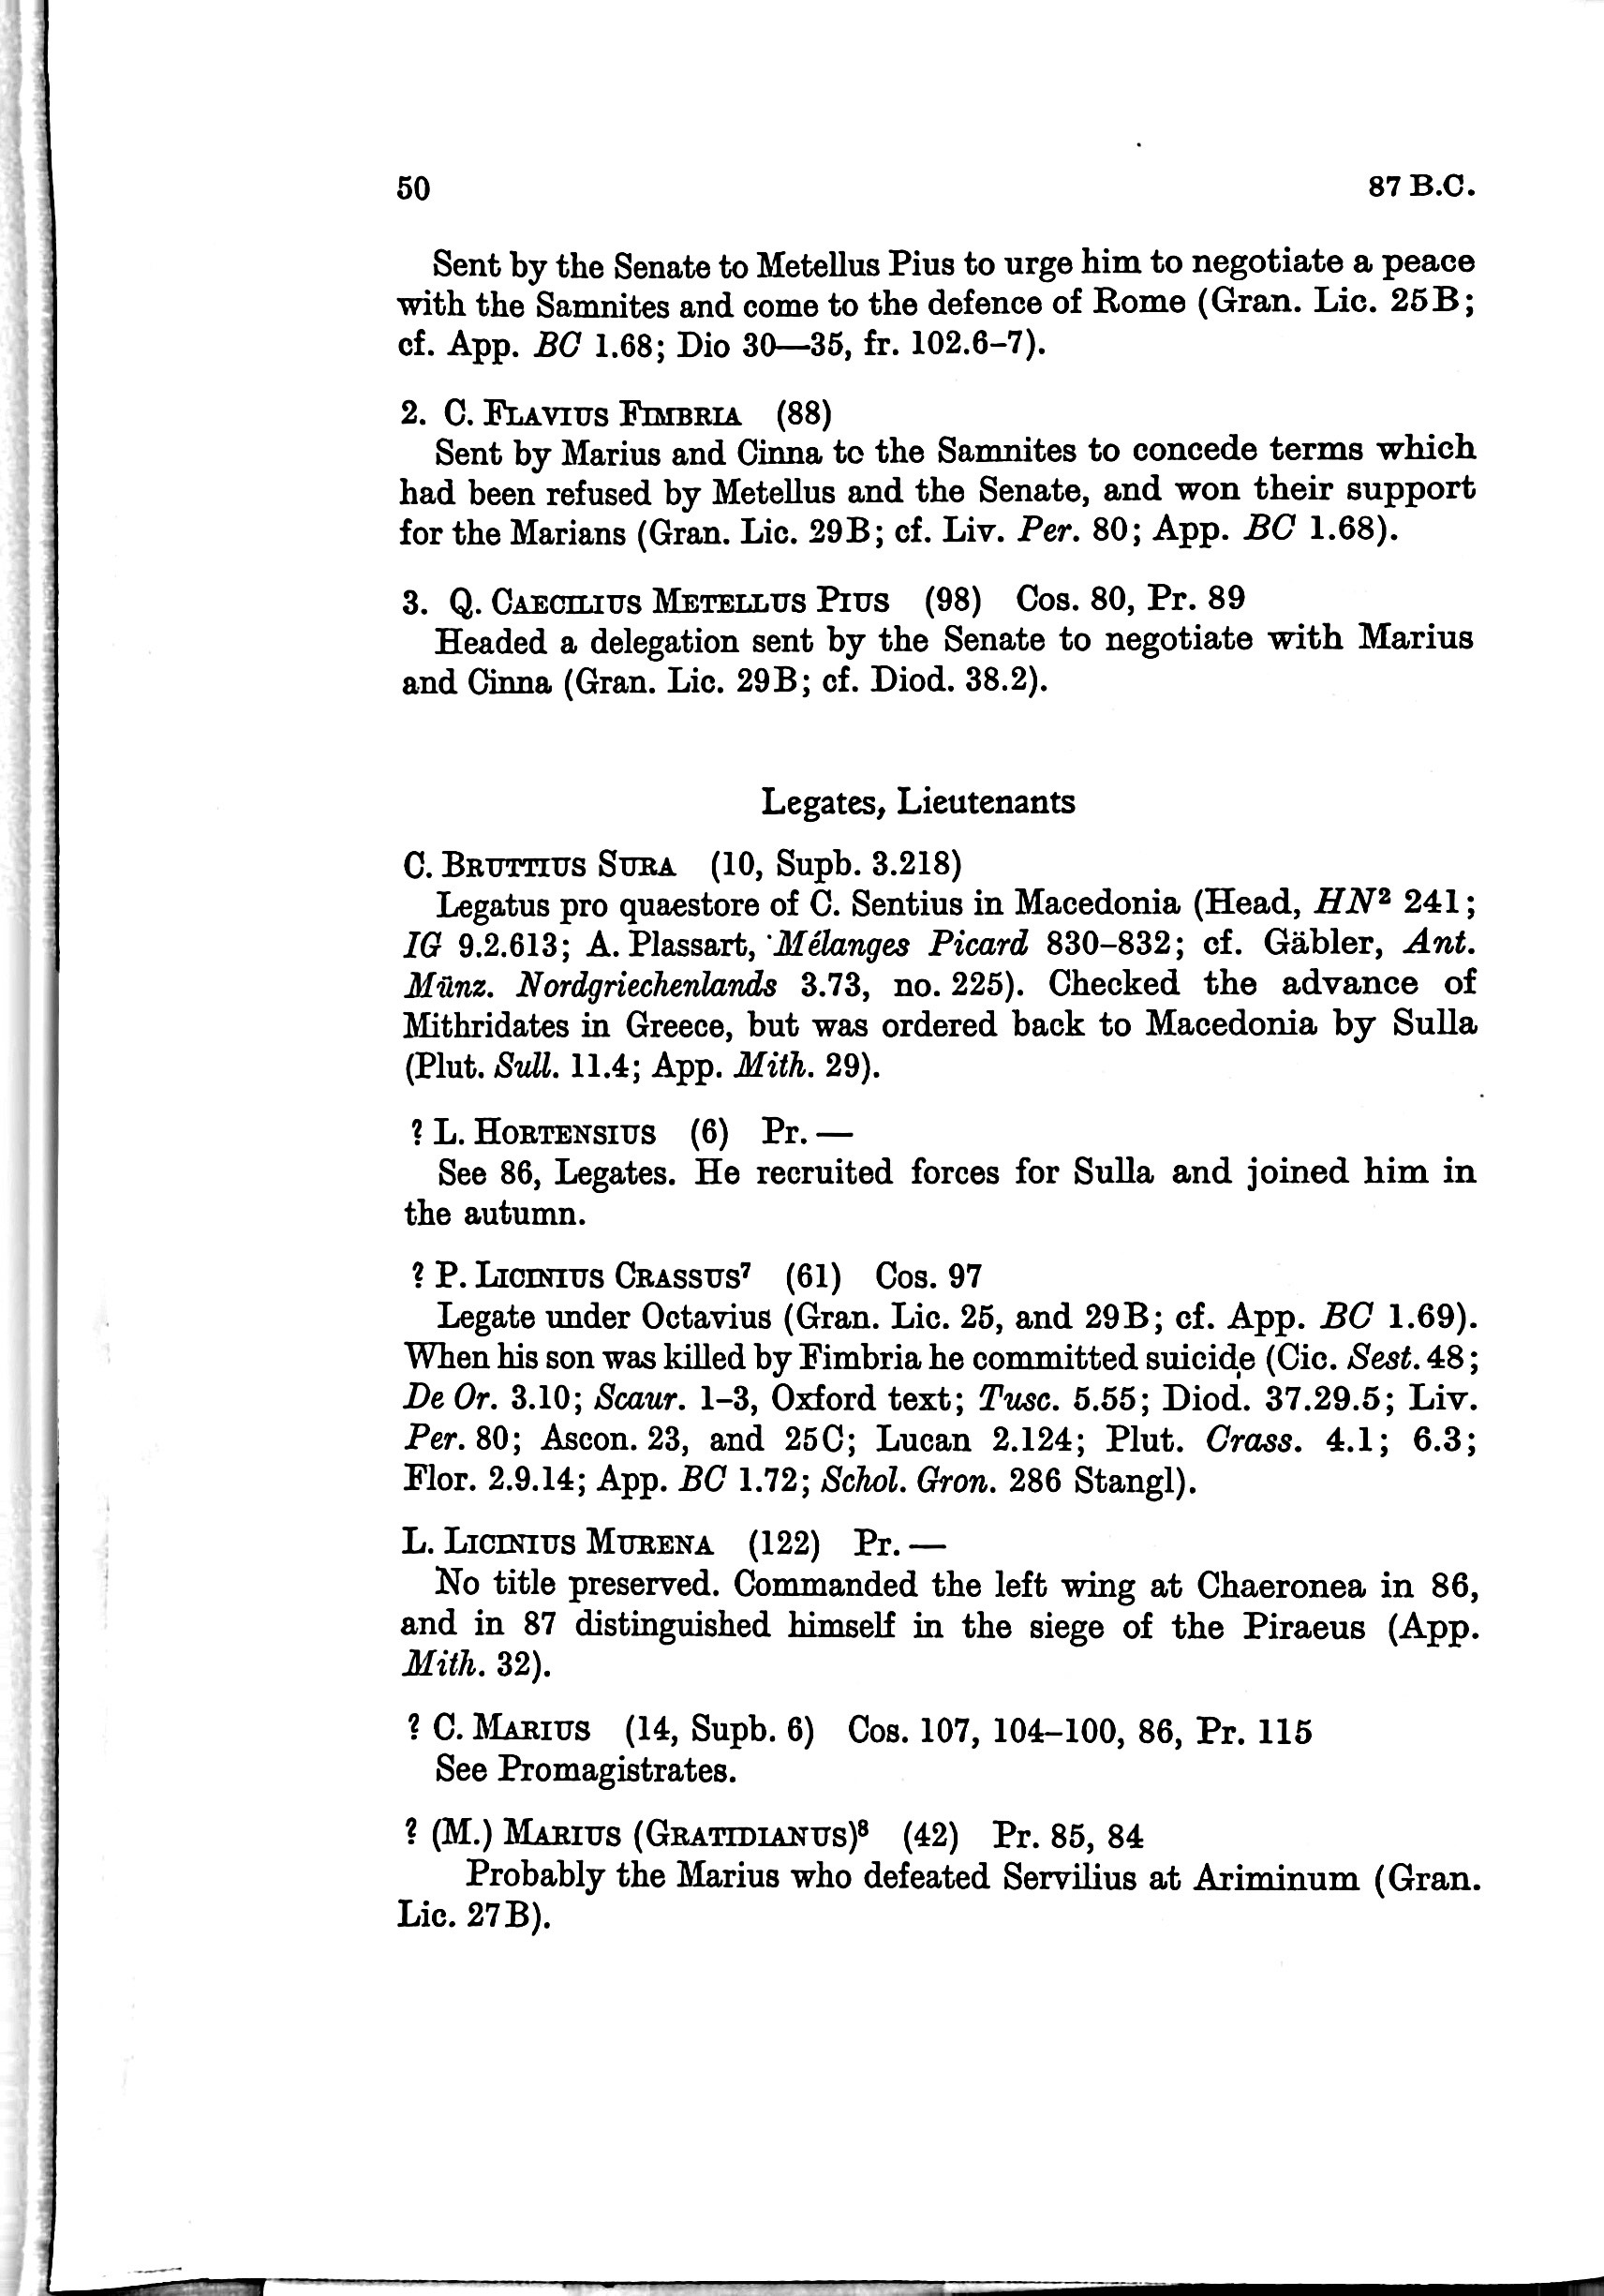 50 87 B.C.
Sent by the Senate to Metellus Pius to urge him to negotiate a peace
with the Samnites and come to the defence of Rome (Gran. Lic. 25B;
cf. App. BC 1.68; Dio 30—35, fr. 102.6–7).
2. C. FLAVIUS FIMBRIA (88)
Sent by Marius and Cinna to the Samnites to concede terms which
had been refused by Metellus and the Senate, and won their support
for the Marians (Gran. Lic. 29B; cf. Liv. Per. 80; App. BC 1.68).
3. Q. CAECILIUS METELLUS PIUS (98) Cos. 80, Pr. 89
Headed a delegation sent by the Senate to negotiate with Marius
and Cinna (Gran. Lic. 29B; cf. Diod. 38.2).
Legates, Lieutenants
C. BRUTTIUS SURA (10, Supb. 3.218)
Legatus pro quaestore of C. Sentius in Macedonia (Head, HN² 241;
IG 9.2.613; A. Plassart, Mélanges Picard 830–832; cf. Gäbler, Ant.
Münz. Nordgriechenlands 3.73, no. 225). Checked the advance of
Mithridates in Greece, but was ordered back to Macedonia by Sulla
(Plut. Sull. 11.4; App. Mith. 29).
? L. HORTENSIUS (6) Pr. —
See 86, Legates. He recruited forces for Sulla and joined him in
the autumn.
? P. LICINIUS CRASSUS⁷ (61) Cos. 97
Legate under Octavius (Gran. Lic. 25, and 29B; cf. App. BC 1.69).
When his son was killed by Fimbria he committed suicide (Cic. Sest. 48;
De Or. 3.10; Scaur. 1–3, Oxford text; Tusc. 5.55; Diod. 37.29.5; Liv.
Per. 80; Ascon. 23, and 25C; Lucan 2.124; Plut. Crass. 4.1; 6.3;
Flor. 2.9.14; App. BC 1.72; Schol. Gron. 286 Stangl).
L. LICINIUS MURENA (122) Pr. —
No title preserved. Commanded the left wing at Chaeronea in 86,
and in 87 distinguished himself in the siege of the Piraeus (App.
Mith. 32).
? C. MARIUS (14, Supb. 6) Cos. 107, 104–100, 86, Pr. 115
See Promagistrates.
? (M.) MARIUS (GRATIDIANUS)⁸ (42) Pr. 85, 84
Probably the Marius who defeated Servilius at Ariminum (Gran.
Lic. 27B).